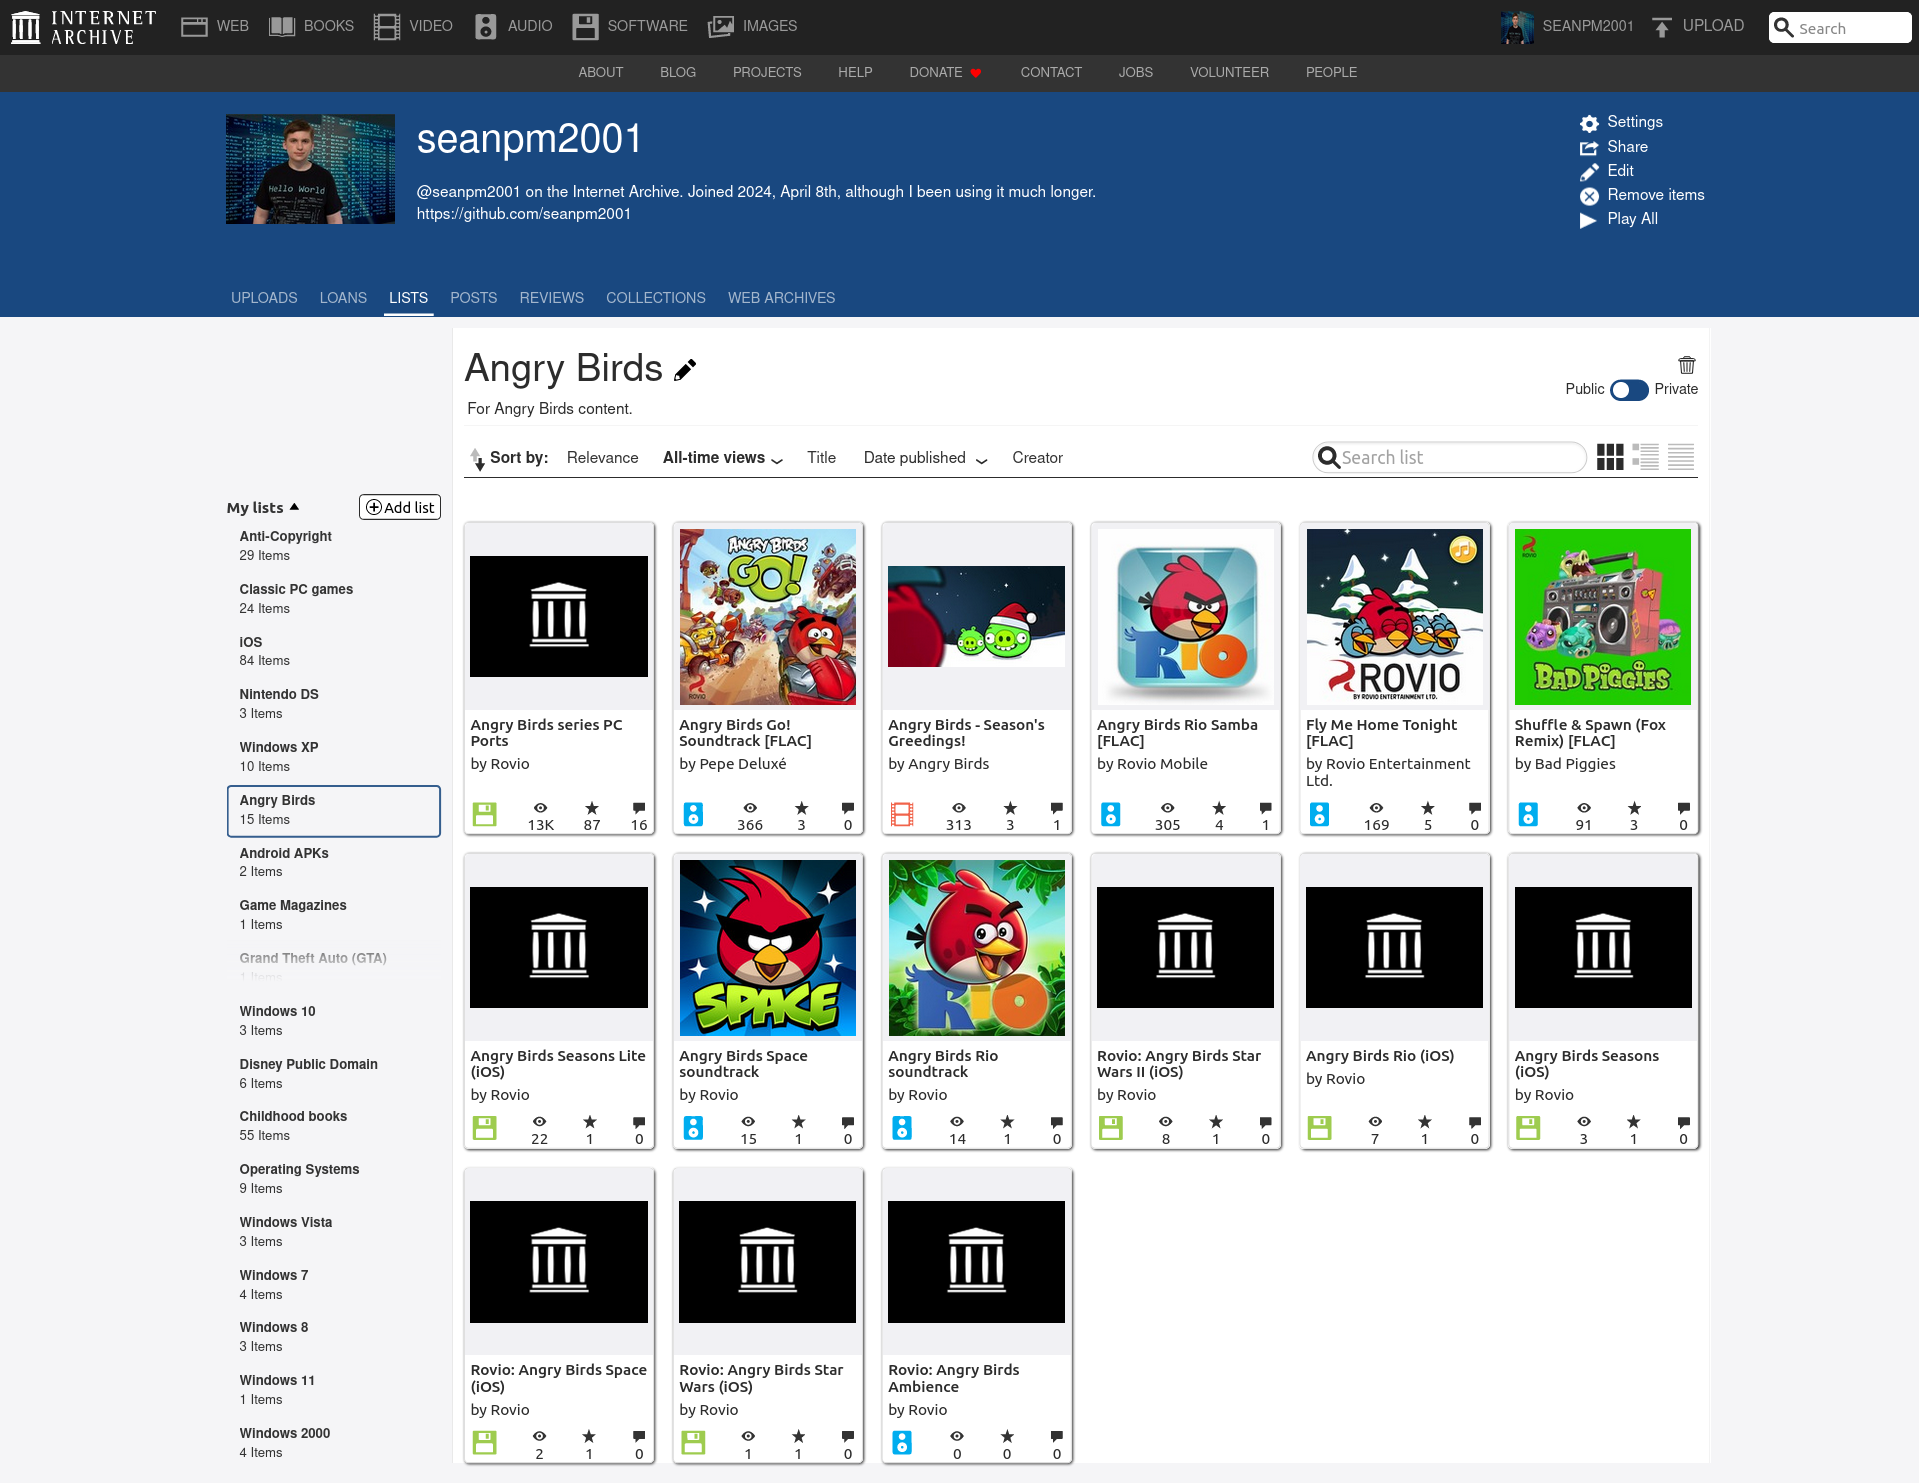 INTERNET ARCHIVE
WEB
BOOKS
VIDEO
AUDIO
SOFTWARE
IMAGES
SEANPM2001
UPLOAD
Search
ABOUT
BLOG
PROJECTS
HELP
DONATE
CONTACT
JOBS
VOLUNTEER
PEOPLE
Hello World
seanpm2001
@seanpm2001 on the Internet Archive. Joined 2024, April 8th, although I been using it much longer.
https://github.com/seanpm2001
Settings
Share
Edit
Remove items
Play All
UPLOADS
LOANS
LISTS
POSTS
REVIEWS
COLLECTIONS
WEB ARCHIVES
Angry Birds
For Angry Birds content.
Public
Private
Sort by:
Relevance
All-time views
Title
Date published
Creator
Search list
My lists
Add list
Anti-Copyright
29 Items
Classic PC games
24 Items
iOS
84 Items
Nintendo DS
3 Items
Windows XP
10 Items
Angry Birds
15 Items
Android APKs
2 Items
Game Magazines
1 Items
Grand Theft Auto (GTA)
1 Items
Windows 10
3 Items
Disney Public Domain
6 Items
Childhood books
55 Items
Operating Systems
9 Items
Windows Vista
3 Items
Windows 7
4 Items
Windows 8
3 Items
Windows 11
1 Items
Windows 2000
4 Items
Angry Birds series PC
Ports
by Rovio
13K
87
16
ANGRY BIRDS
GO!
ROVIO
Angry Birds Go!
Soundtrack [FLAC]
by Pepe Deluxé
366
3
0
Angry Birds - Season's
Greedings!
by Angry Birds
313
3
1
RIO
Angry Birds Rio Samba
[FLAC]
by Rovio Mobile
305
4
1
ROVIO
BY ROVIO ENTERTAINMENT LTD.
Fly Me Home Tonight
[FLAC]
by Rovio Entertainment
Ltd.
169
5
0
ROVIO
BAD PIGGIES
Shuffle & Spawn (Fox
Remix) [FLAC]
by Bad Piggies
91
3
0
Angry Birds Seasons Lite
(iOS)
by Rovio
22
1
0
SPACE
Angry Birds Space
soundtrack
by Rovio
15
1
0
RIO
Angry Birds Rio
soundtrack
by Rovio
14
1
0
Rovio: Angry Birds Star
Wars II (iOS)
by Rovio
8
1
0
Angry Birds Rio (iOS)
by Rovio
7
1
0
Angry Birds Seasons
(iOS)
by Rovio
3
1
0
Rovio: Angry Birds Space
(iOS)
by Rovio
2
1
0
Rovio: Angry Birds Star
Wars (iOS)
by Rovio
1
1
0
Rovio: Angry Birds
Ambience
by Rovio
0
0
0